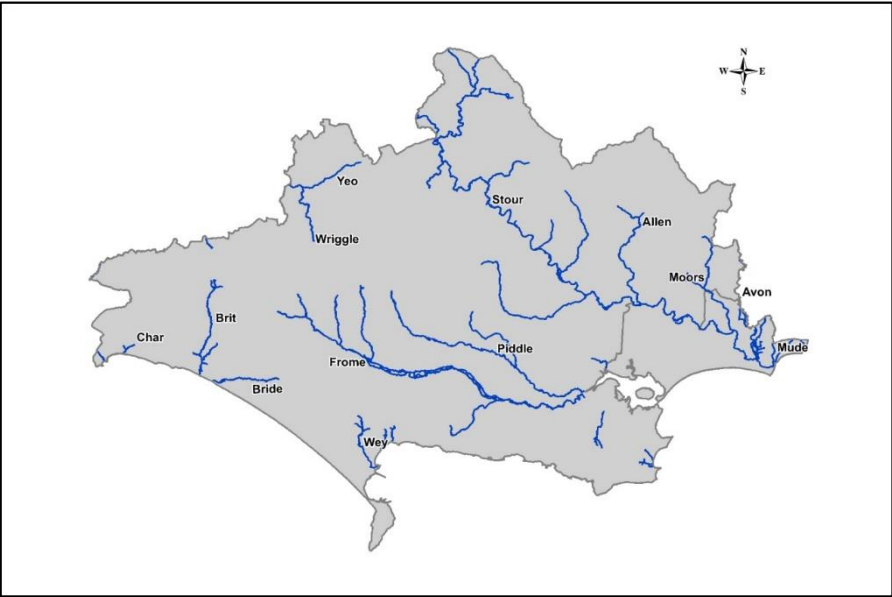 N
W E
S
Yeo
Stour
Allen
Wriggle
Moors
Avon
Brit
Char
Mude
Piddle
Frome
Bride
Wey